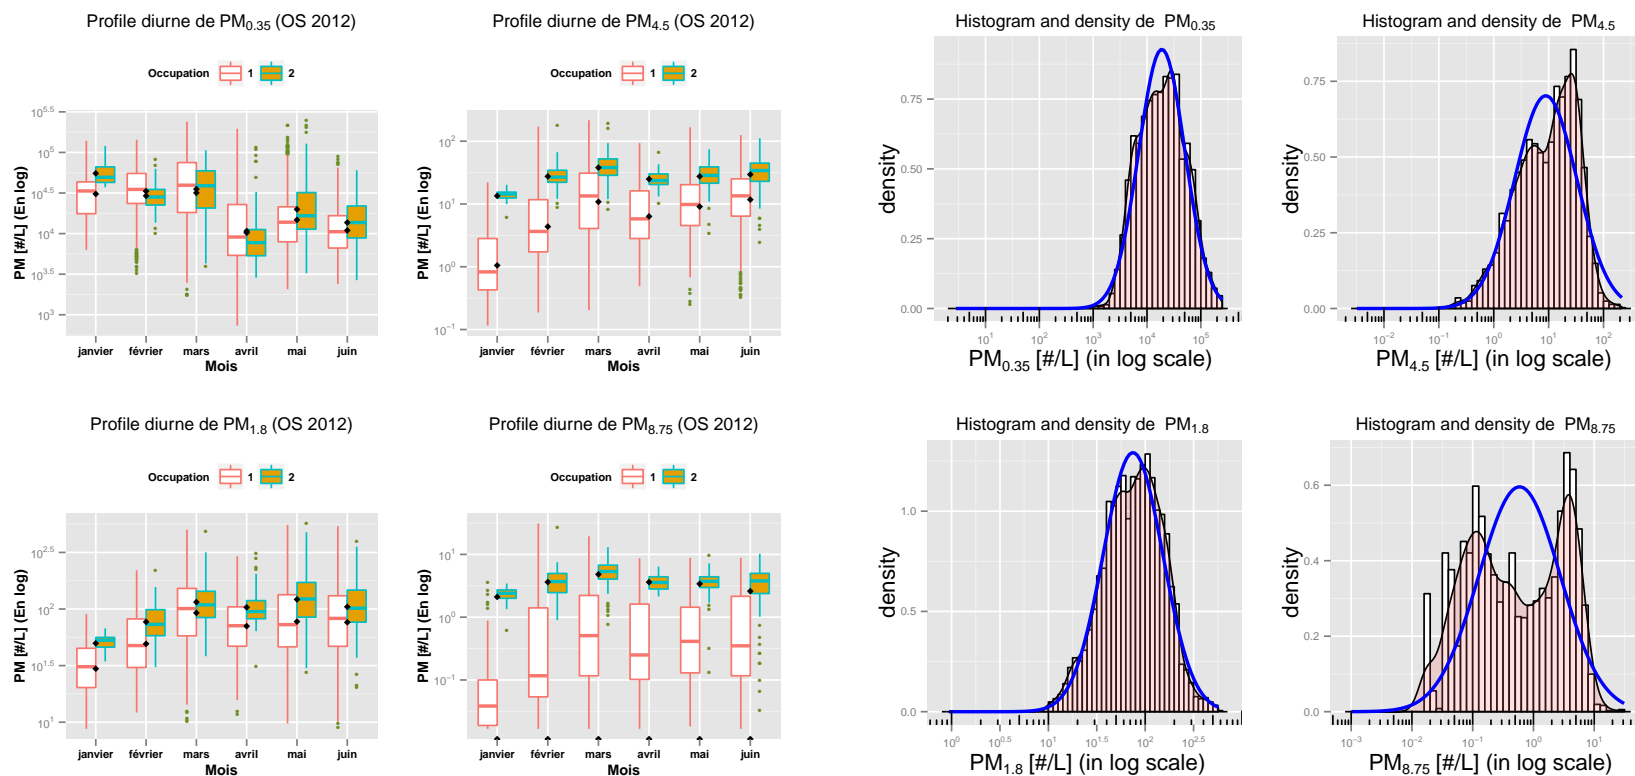 Profile diurne de PM0.35 (OS 2012)
Occupation 1 2
PM [#/L] (En log)
10^5.5
10^5
10^4.5
10^4
10^3.5
10^3
janvier février mars avril mai juin
Mois
Profile diurne de PM4.5 (OS 2012)
Occupation 1 2
PM [#/L] (En log)
10^2
10^1
10^0
10^−1
janvier février mars avril mai juin
Mois
Histogram and density de PM0.35
density
0.75
0.50
0.25
0.00
10^1 10^2 10^3 10^4 10^5
PM0.35 [#/L] (in log scale)
Histogram and density de PM4.5
density
0.75
0.50
0.25
0.00
10^−2 10^−1 10^0 10^1 10^2
PM4.5 [#/L] (in log scale)
Profile diurne de PM1.8 (OS 2012)
Occupation 1 2
PM [#/L] (En log)
10^2.5
10^2
10^1.5
10^1
janvier février mars avril mai juin
Mois
Profile diurne de PM8.75 (OS 2012)
Occupation 1 2
PM [#/L] (En log)
10^1
10^0
10^−1
janvier février mars avril mai juin
Mois
Histogram and density de PM1.8
density
1.0
0.5
0.0
10^0 10^0.5 10^1 10^1.5 10^2 10^2.5
PM1.8 [#/L] (in log scale)
Histogram and density de PM8.75
density
0.6
0.4
0.2
0.0
10^−3 10^−2 10^−1 10^0 10^1
PM8.75 [#/L] (in log scale)